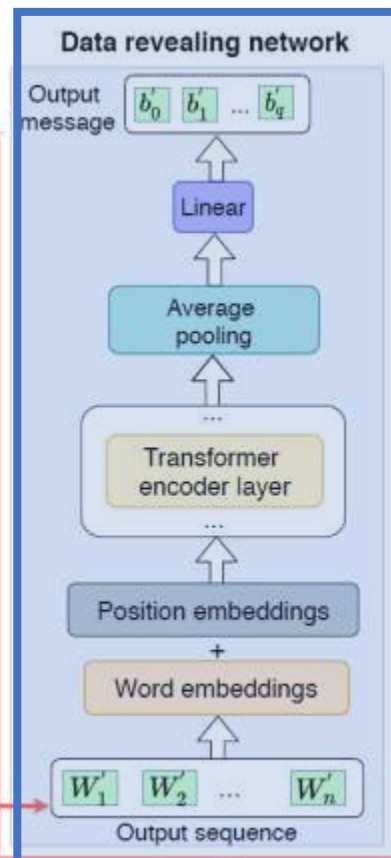 Data revealing network
Output
message
b'0 b'1 ... b'q
Linear
Average
pooling
...
Transformer
encoder layer
...
Position embeddings
+
Word embeddings
W'1 W'2 ... W'n
Output sequence